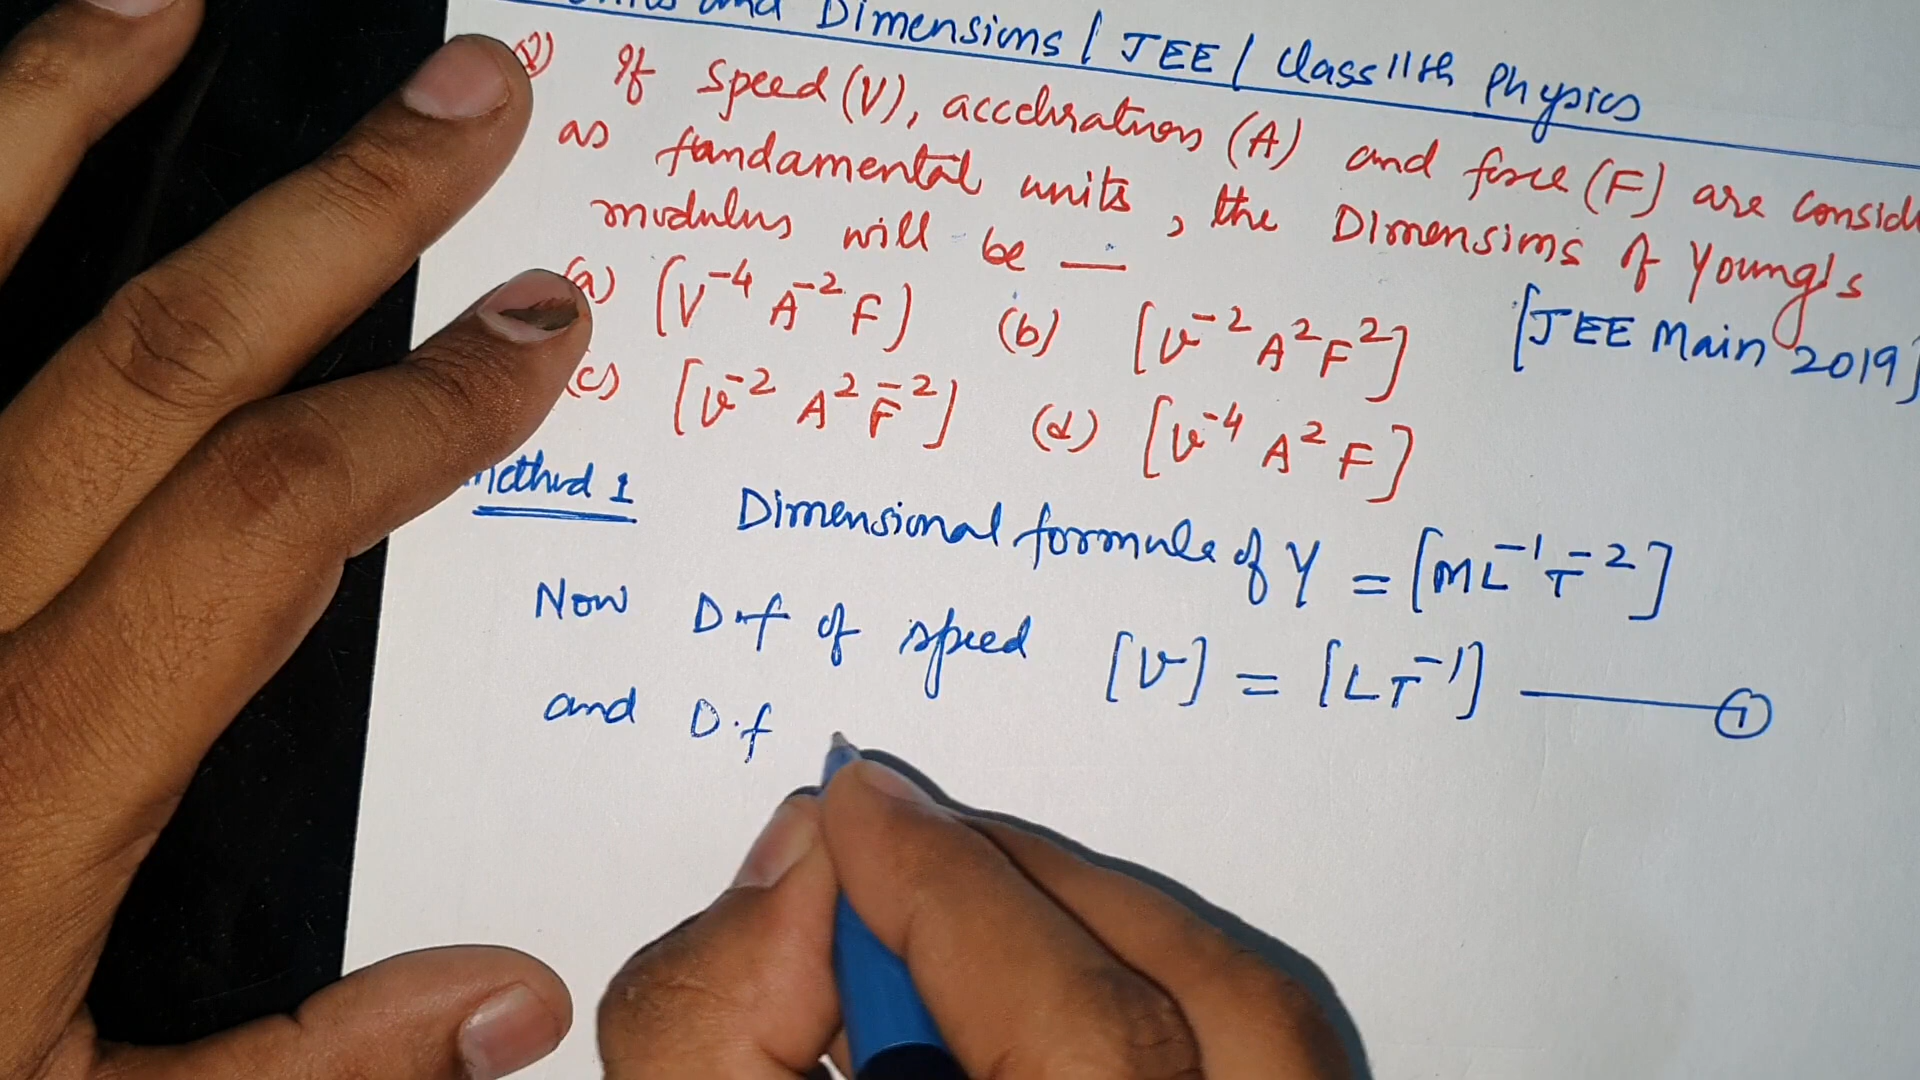 and Dimensions / JEE / Class 11th Physics
Q) If Speed (V), acceleration (A) and force (F) are
as fundamental units, the Dimensions of Young's
modulus will be —
(a) [V⁻⁴ A⁻² F] (b) [V⁻² A² F²] [JEE Main 2019]
(c) [V⁻² A² F⁻²] (d) [V⁻⁴ A² F]
Method 1 Dimensional formula of Y = [ML⁻¹T⁻²]
Now D.f of speed [V] = [LT⁻¹] — ①
and D.f